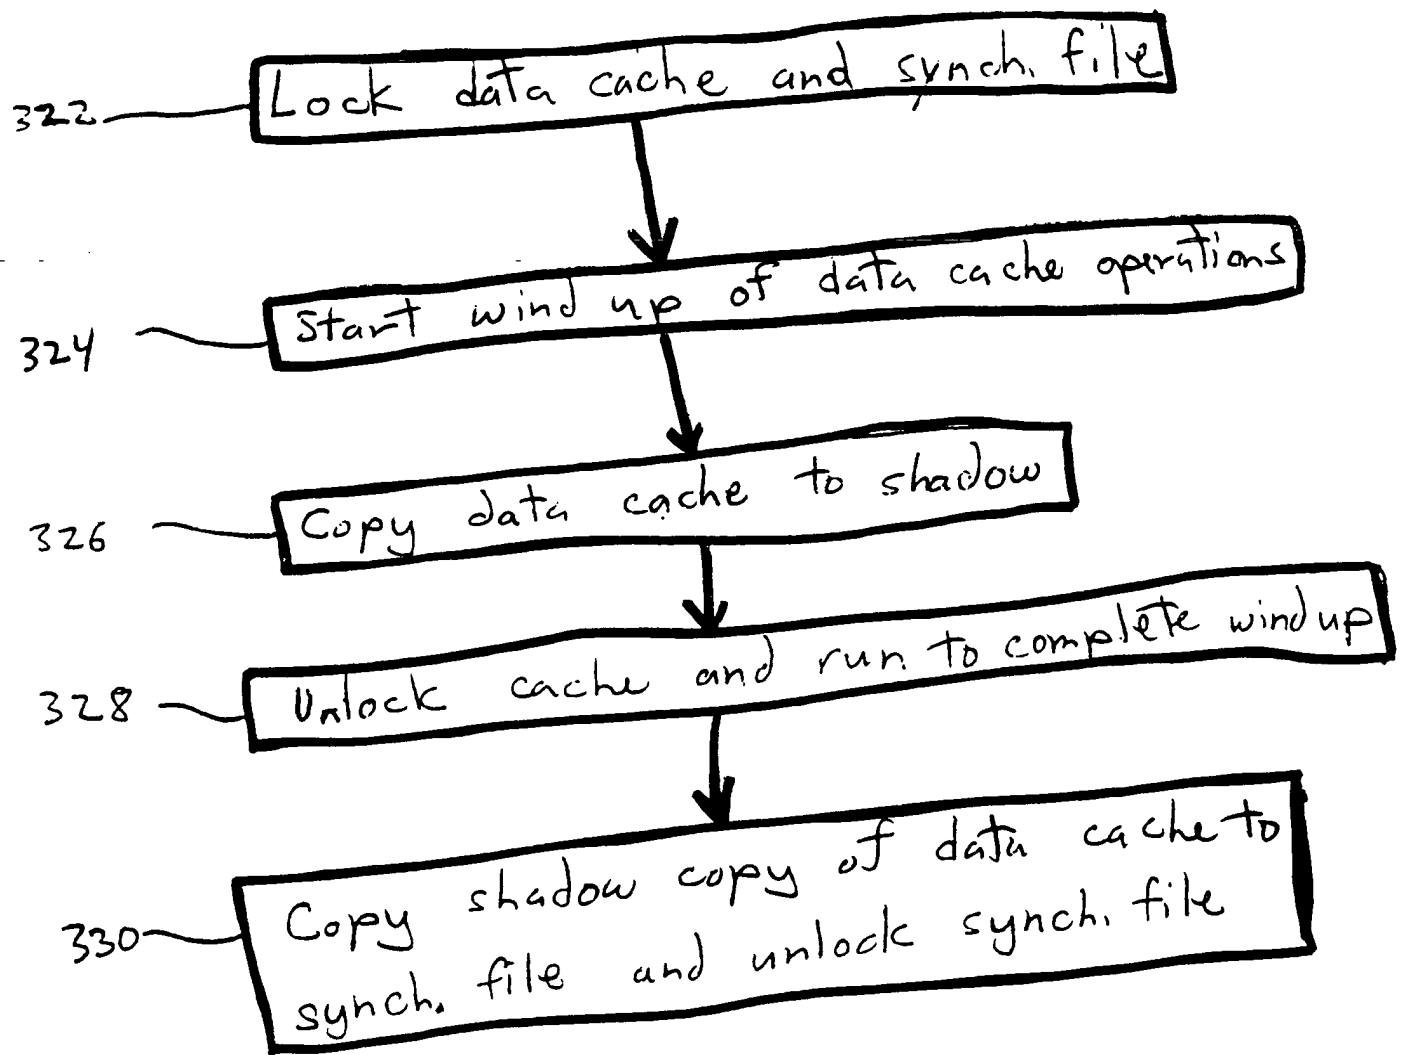 322 Lock data cache and synch. file
324 Start wind up of data cache operations
326 Copy data cache to shadow
328 Unlock cache and run to complete windup
330 Copy shadow copy of data cache to
synch. file and unlock synch. file